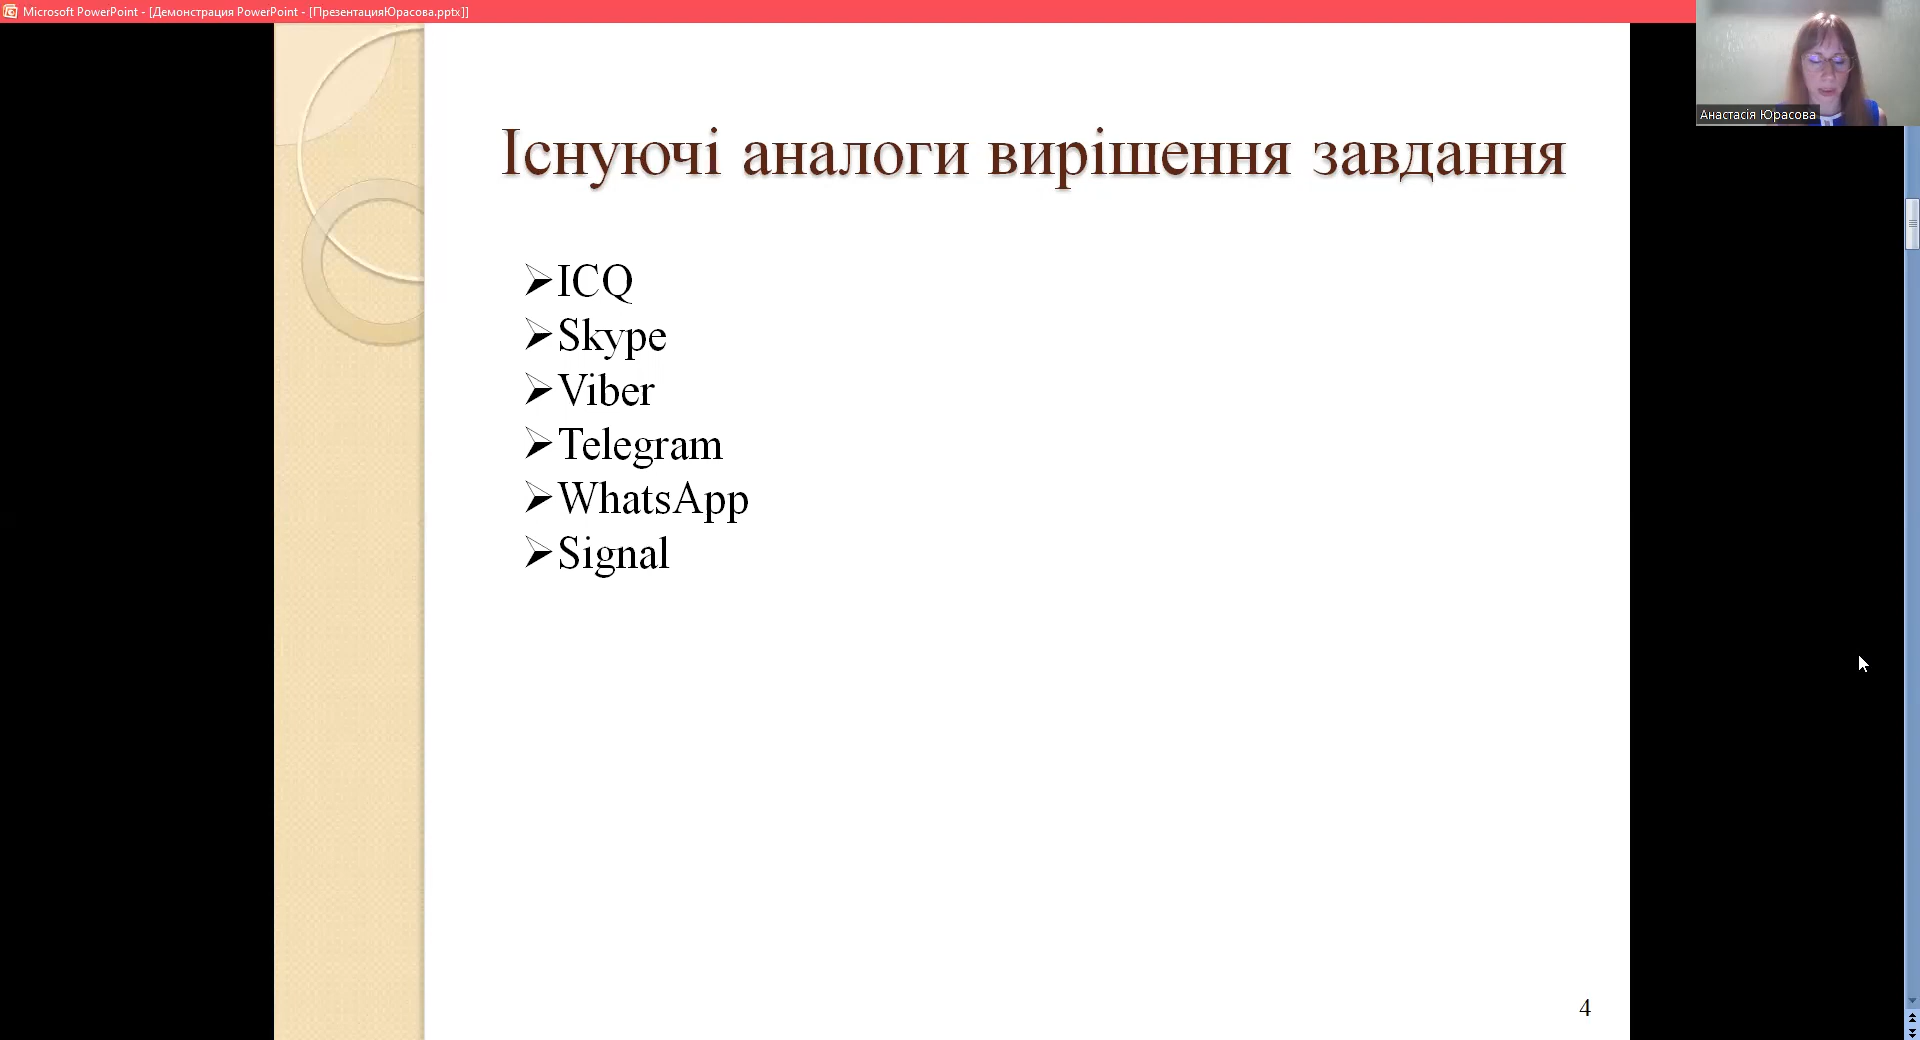 Microsoft PowerPoint - [Демонстрация PowerPoint - [ПрезентацияЮрасова.pptx]]
Анастасія Юрасова
Існуючі аналоги вирішення завдання
ICQ
Skype
Viber
Telegram
WhatsApp
Signal
4